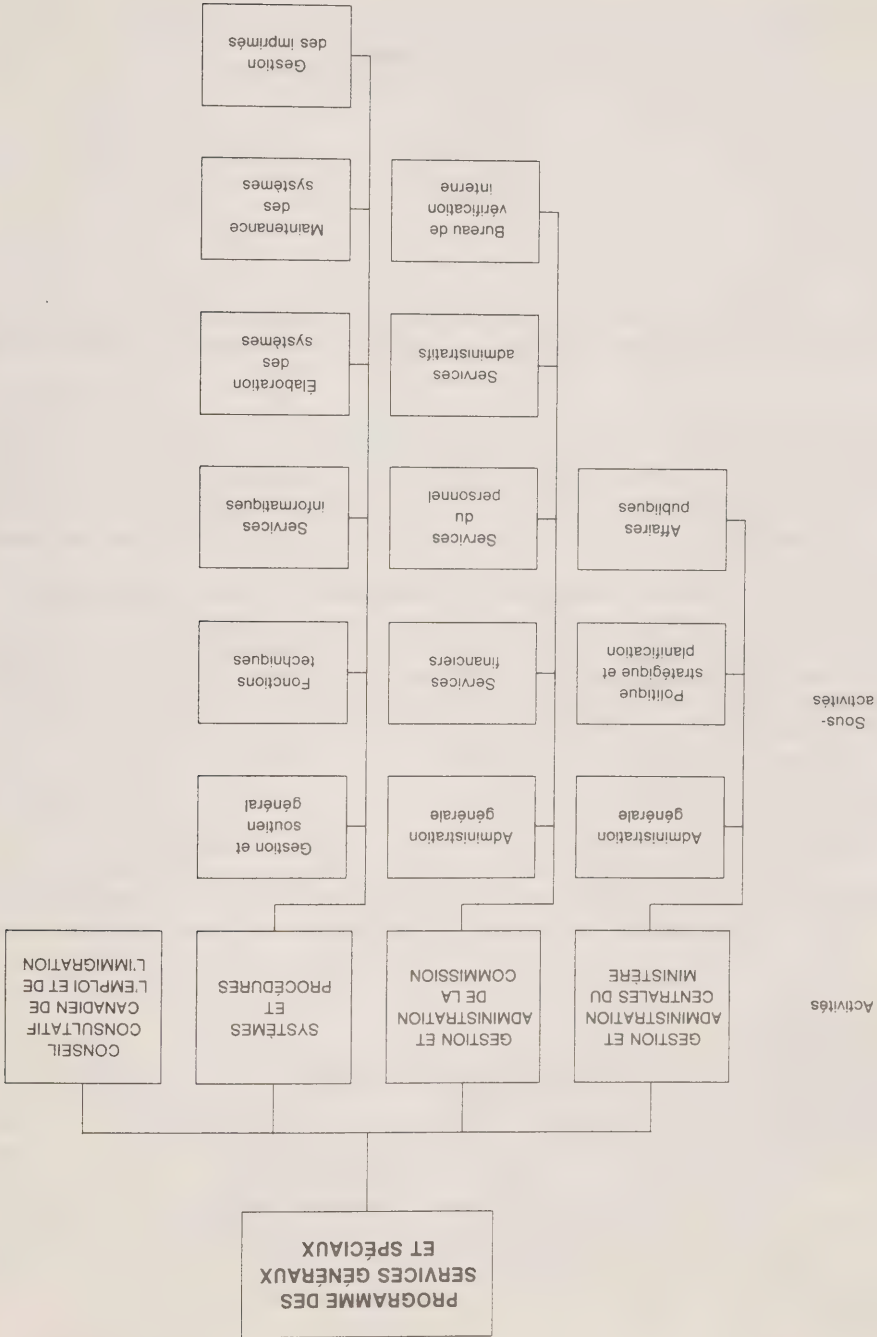 PROGRAMME DES
SERVICES GÉNÉRAUX
ET SPÉCIAUX
Activités
GESTION ET
ADMINISTRATION
CENTRALES DU
MINISTÈRE
GESTION ET
ADMINISTRATION
DE LA
COMMISSION
SYSTÈMES
ET
PROCÉDURES
CONSEIL
CONSULTATIF
CANADIEN DE
L'EMPLOI ET DE
L'IMMIGRATION
Sous-
activités
Administration
générale
Politique
stratégique et
planification
Affaires
publiques
Administration
générale
Services
financiers
Services
du
personnel
Services
administratifs
Bureau de
vérification
interne
Gestion et
soutien
général
Fonctions
techniques
Services
informatiques
Élaboration
des
systèmes
Maintenance
des
systèmes
Gestion
des imprimés